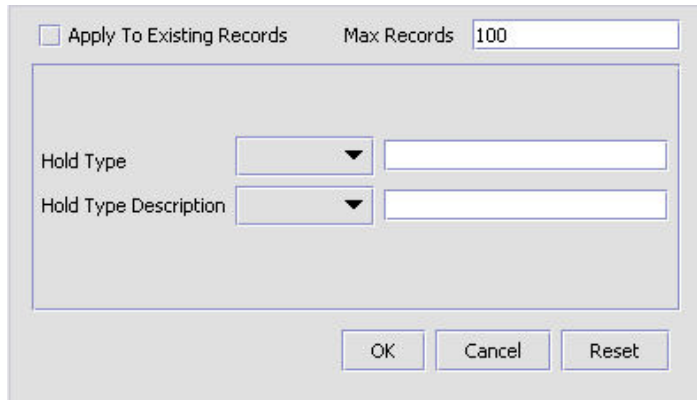 Apply To Existing Records Max Records 100
Hold Type
Hold Type Description
OK Cancel Reset